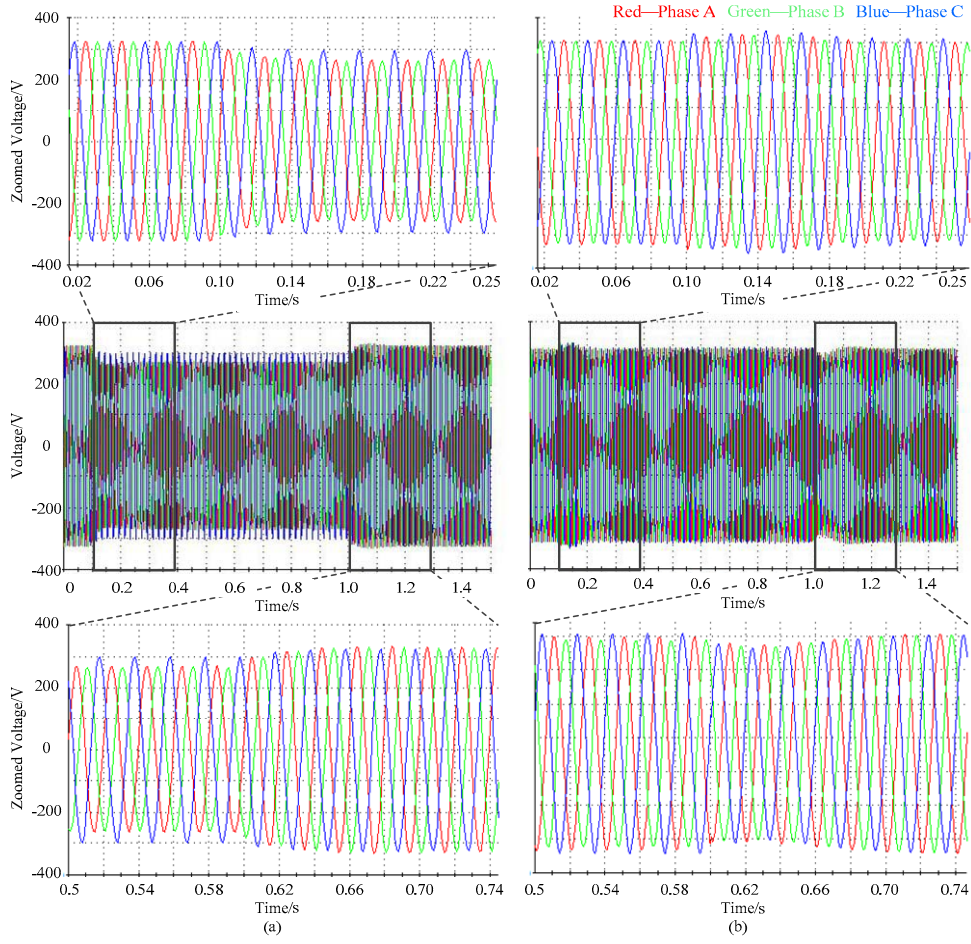 Red—Phase A Green—Phase B Blue—Phase C
400
200
0
-200
-400
Zoomed Voltage/V
0.02 0.06 0.10 0.14 0.18 0.22 0.25
Time/s
0.02 0.06 0.10 0.14 0.18 0.22 0.25
Time/s
400
200
0
-200
-400
Voltage/V
0 0.2 0.4 0.6 0.8 1.0 1.2 1.4
Time/s
0 0.2 0.4 0.6 0.8 1.0 1.2 1.4
Time/s
400
200
0
-200
-400
Zoomed Voltage/V
0.5 0.54 0.58 0.62 0.66 0.70 0.74
Time/s
(a)
0.5 0.54 0.58 0.62 0.66 0.70 0.74
Time/s
(b)